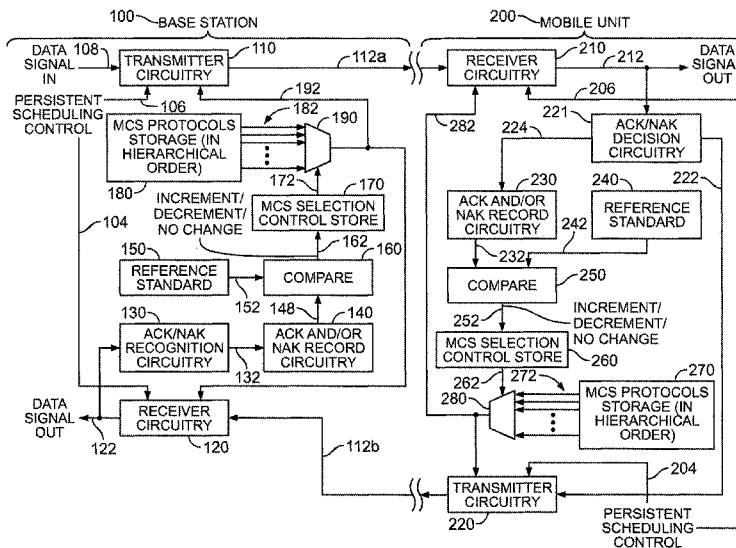 100
BASE STATION
200
MOBILE UNIT
DATA
SIGNAL
IN
108
TRANSMITTER
CIRCUITRY
110
112a
RECEIVER
CIRCUITRY
210
212
DATA
SIGNAL
OUT
PERSISTENT
SCHEDULING
CONTROL
106
192
182
190
206
282
221
224
ACK/NAK
DECISION
CIRCUITRY
222
MCS PROTOCOLS
STORAGE (IN
HIERARCHICAL
ORDER)
180
172
170
MCS SELECTION
CONTROL STORE
104
INCREMENT/
DECREMENT/
NO CHANGE
162
160
150
REFERENCE
STANDARD
152
COMPARE
148
140
130
ACK/NAK
RECOGNITION
CIRCUITRY
132
ACK AND/OR
NAK RECORD
CIRCUITRY
230
ACK AND/OR
NAK RECORD
CIRCUITRY
240
REFERENCE
STANDARD
242
232
COMPARE
250
252
INCREMENT/
DECREMENT/
NO CHANGE
MCS SELECTION
CONTROL STORE
260
262
272
270
280
MCS PROTOCOLS
STORAGE (IN
HIERARCHICAL
ORDER)
DATA
SIGNAL
OUT
122
RECEIVER
CIRCUITRY
120
112b
TRANSMITTER
CIRCUITRY
220
204
PERSISTENT
SCHEDULING
CONTROL